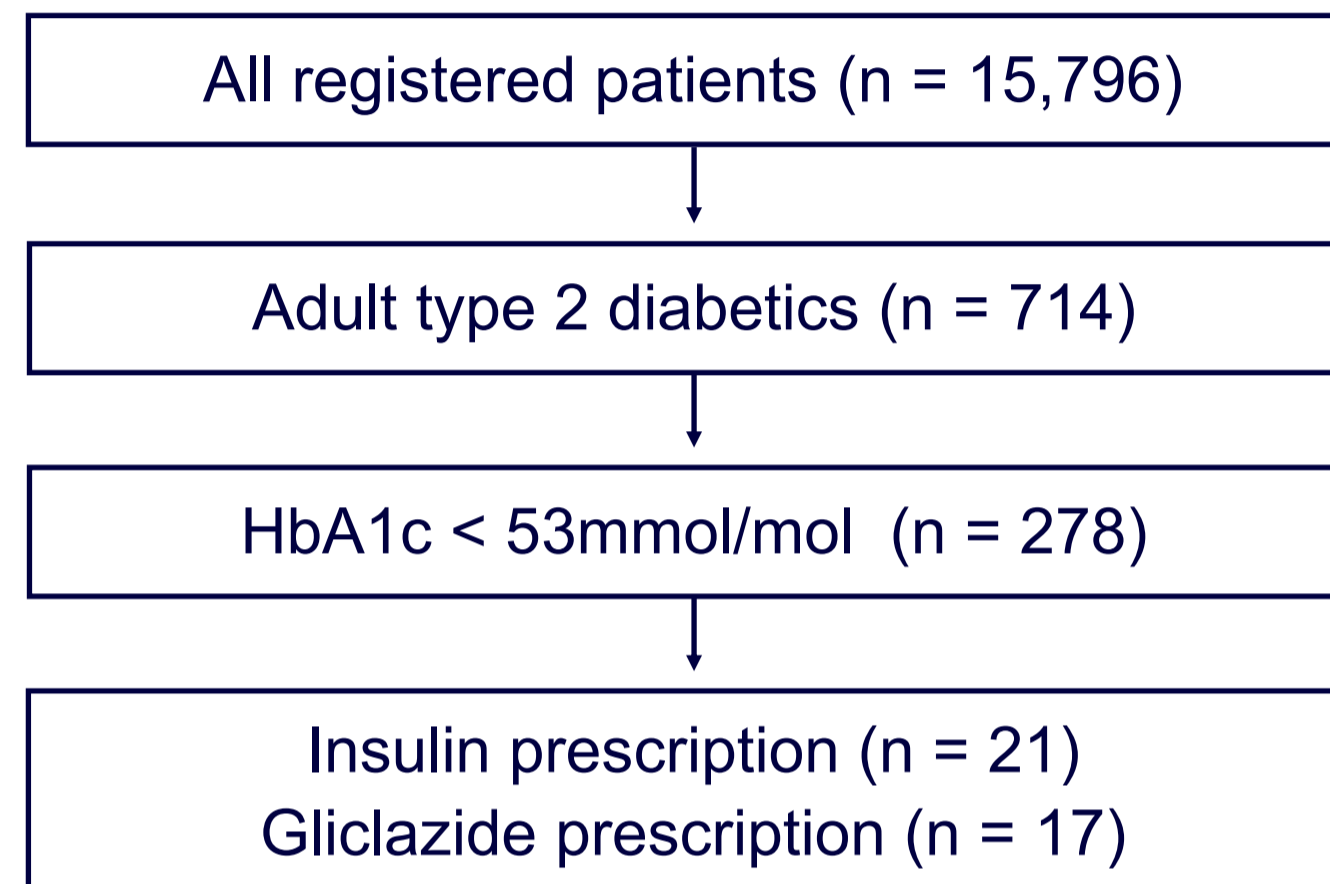 All registered patients (n = 15,796)
Adult type 2 diabetics (n = 714)
HbA1c < 53mmol/mol  (n = 278)
Insulin prescription (n = 21)
Gliclazide prescription (n = 17)